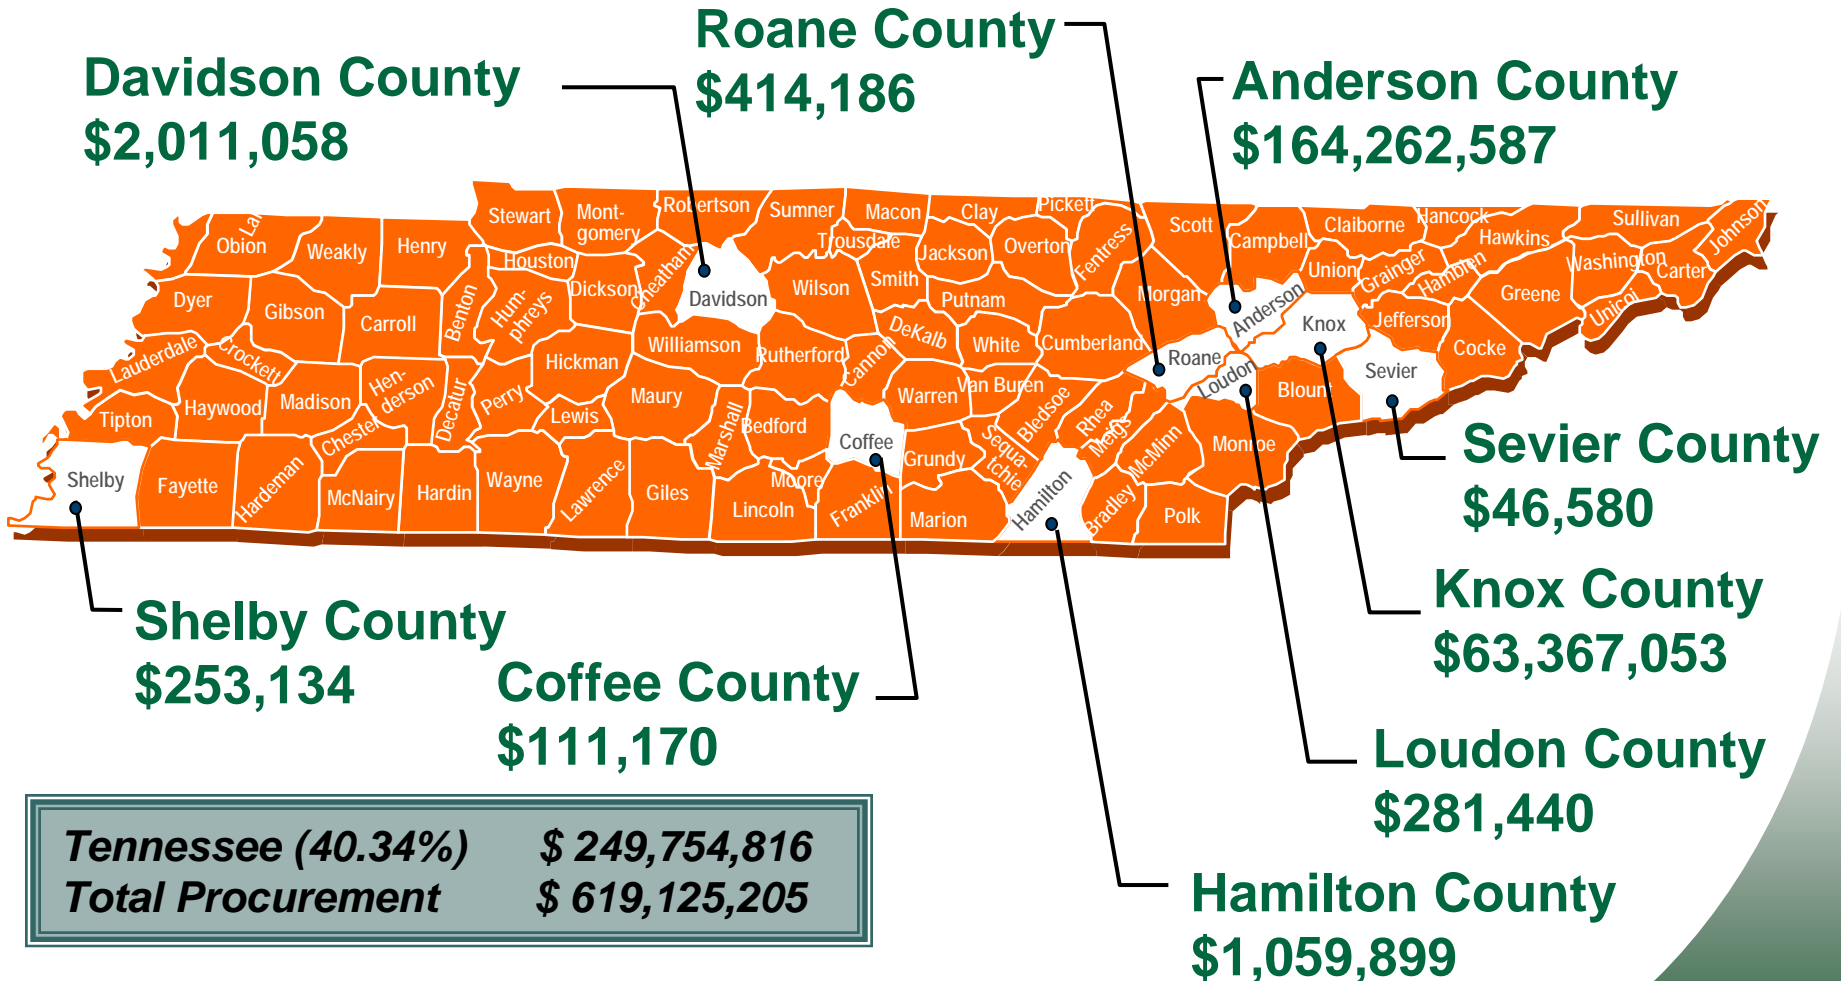 Roane County
$414,186
Davidson County
$2,011,058
Anderson County
$164,262,587
Stewart
Mont-
gomery
Robertson
Sumner
Macon
Clay
Pickett
Scott
Claiborne
Hancock
Sullivan
Johnson
Obion
Weakly
Henry
Houston
Cheatham
Trousdale
Jackson
Overton
Fentress
Campbell
Hawkins
Washington
Carter
Dyer
Gibson
Carroll
Benton
Hum-
phreys
Dickson
Davidson
Wilson
Smith
Putnam
Morgan
Anderson
Union
Grainger
Hamblen
Greene
Unicoi
Lauderdale
Crockett
Hen-
derson
Decatur
Perry
Hickman
Williamson
Rutherford
Cannon
DeKalb
White
Cumberland
Roane
Loudon
Knox
Jefferson
Cocke
Sevier
Blount
Tipton
Haywood
Madison
Chester
Lewis
Maury
Marshall
Bedford
Coffee
Warren
Van Buren
Bledsoe
Rhea
Meigs
McMinn
Monroe
Shelby
Fayette
Hardeman
McNairy
Hardin
Wayne
Lawrence
Giles
Lincoln
Moore
Franklin
Grundy
Marion
Sequa-
tchie
Hamilton
Bradley
Polk
Sevier County
$46,580
Knox County
$63,367,053
Shelby County
$253,134
Coffee County
$111,170
Loudon County
$281,440
Hamilton County
$1,059,899
Tennessee (40.34%) $ 249,754,816
Total Procurement $ 619,125,205